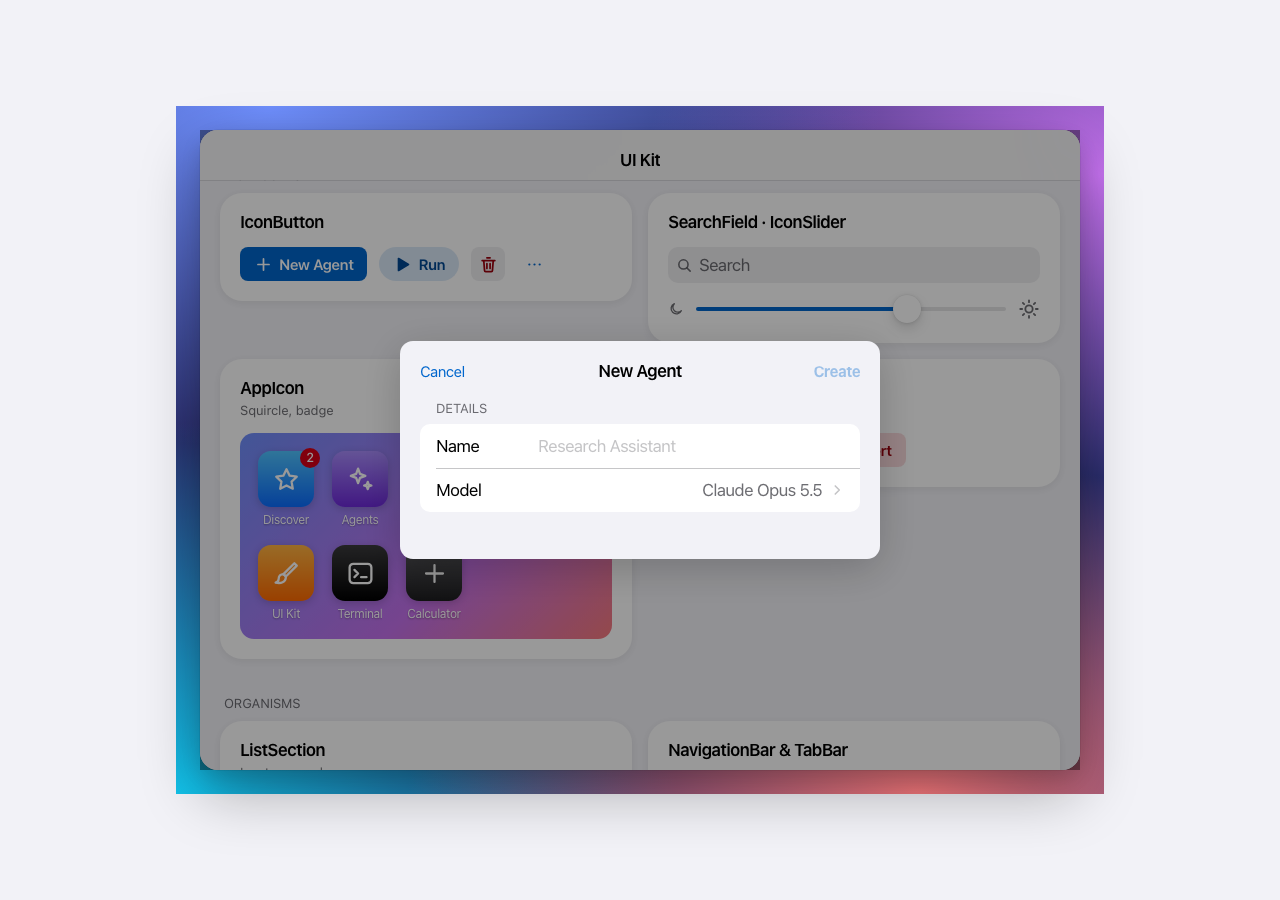 UI Kit
IconButton
New Agent
Run
SearchField · IconSlider
Search
AppIcon
Squircle, badge
2
Discover
Agents
UI Kit
Terminal
Calculator
Cancel
New Agent
Create
DETAILS
Name
Research Assistant
Model
Claude Opus 5.5
ORGANISMS
ListSection
NavigationBar & TabBar